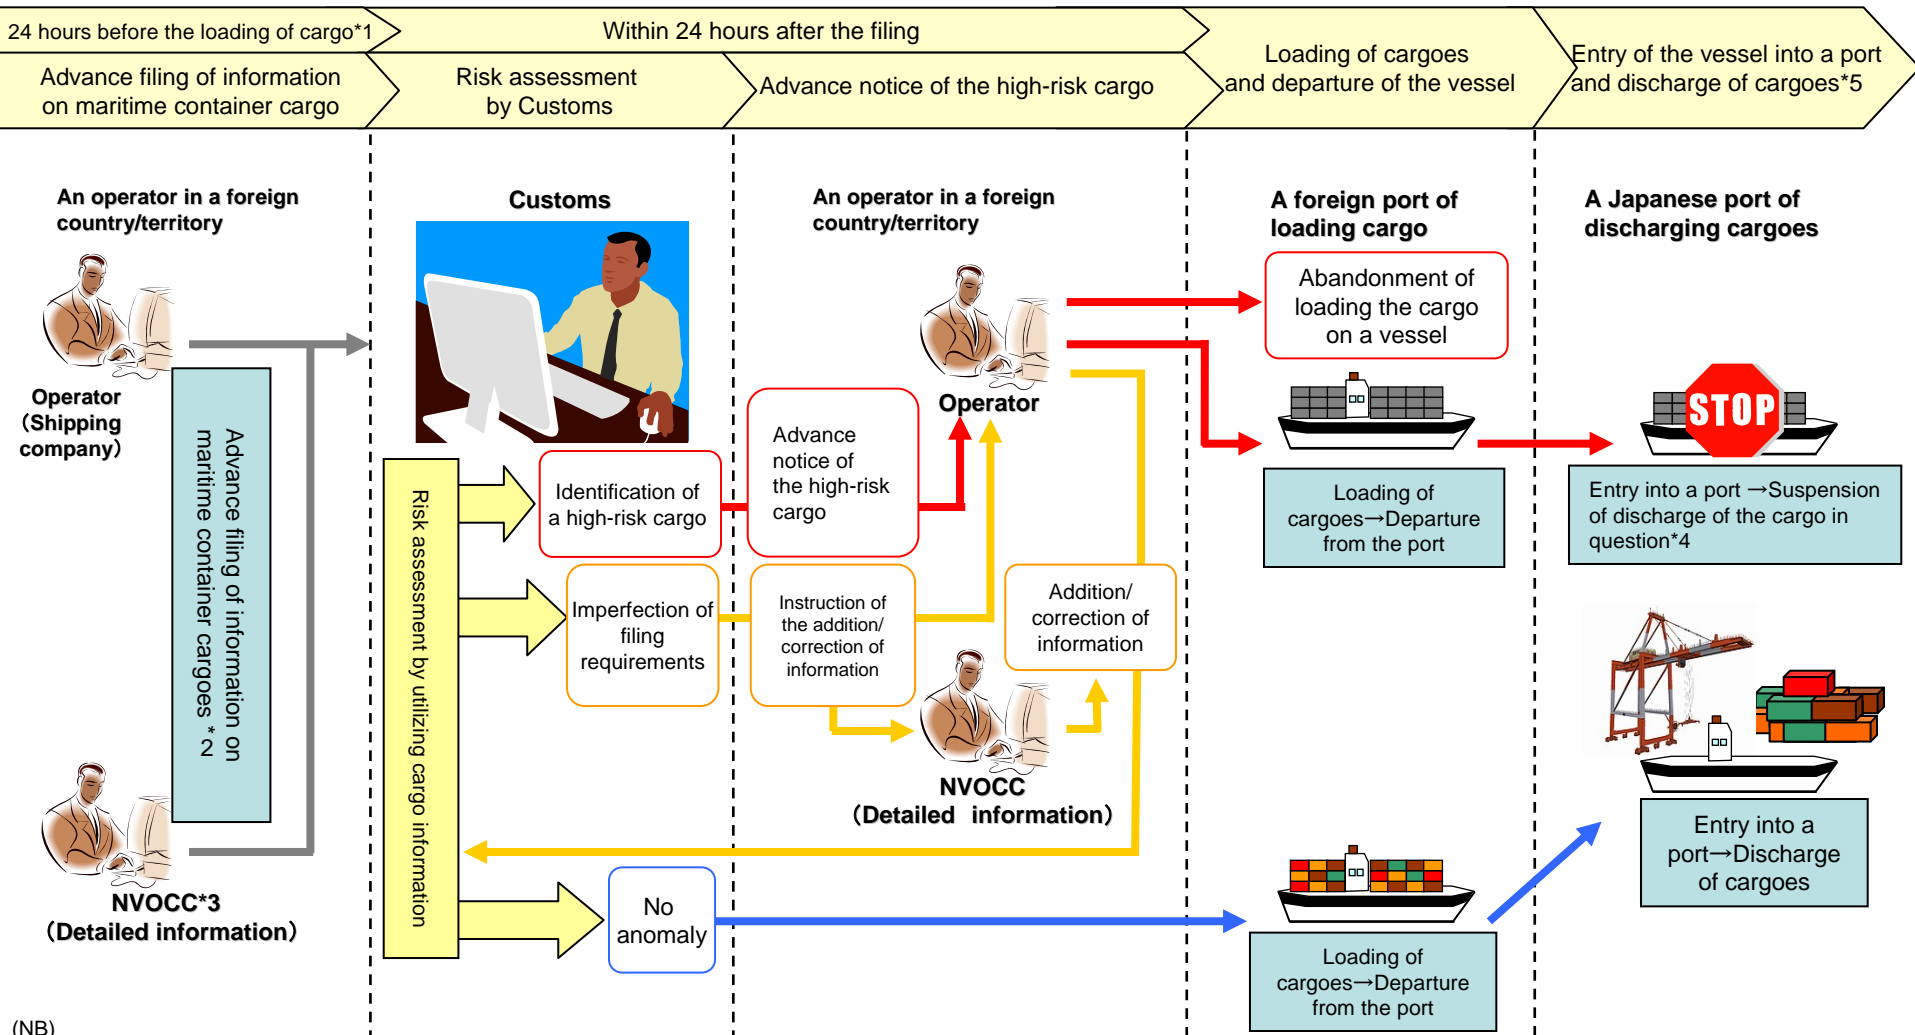 24 hours before the loading of cargo*1
Within 24 hours after the filing
Advance filing of information
on maritime container cargo
Risk assessment
by Customs
Advance notice of the high-risk cargo
Loading of cargoes
and departure of the vessel
Entry of the vessel into a port
and discharge of cargoes*5
An operator in a foreign
country/territory
Operator
（Shipping
company）
Advance filing of information on
maritime container cargoes *2
NVOCC*3
（Detailed information）
Customs
Risk assessment by utilizing cargo information
Identification of
a high-risk cargo
Imperfection of
filing
requirements
No
anomaly
An operator in a foreign
country/territory
Operator
Advance
notice of
the high-risk
cargo
Instruction of
the addition/
correction of
information
Addition/
correction of
information
NVOCC
（Detailed information）
A foreign port of
loading cargo
Abandonment of
loading the cargo
on a vessel
Loading of
cargoes→Departure
from the port
Loading of
cargoes→Departure
from the port
A Japanese port of
discharging cargoes
STOP
Entry into a port →Suspension
of discharge of the cargo in
question*4
Entry into a
port→Discharge
of cargoes
(NB)